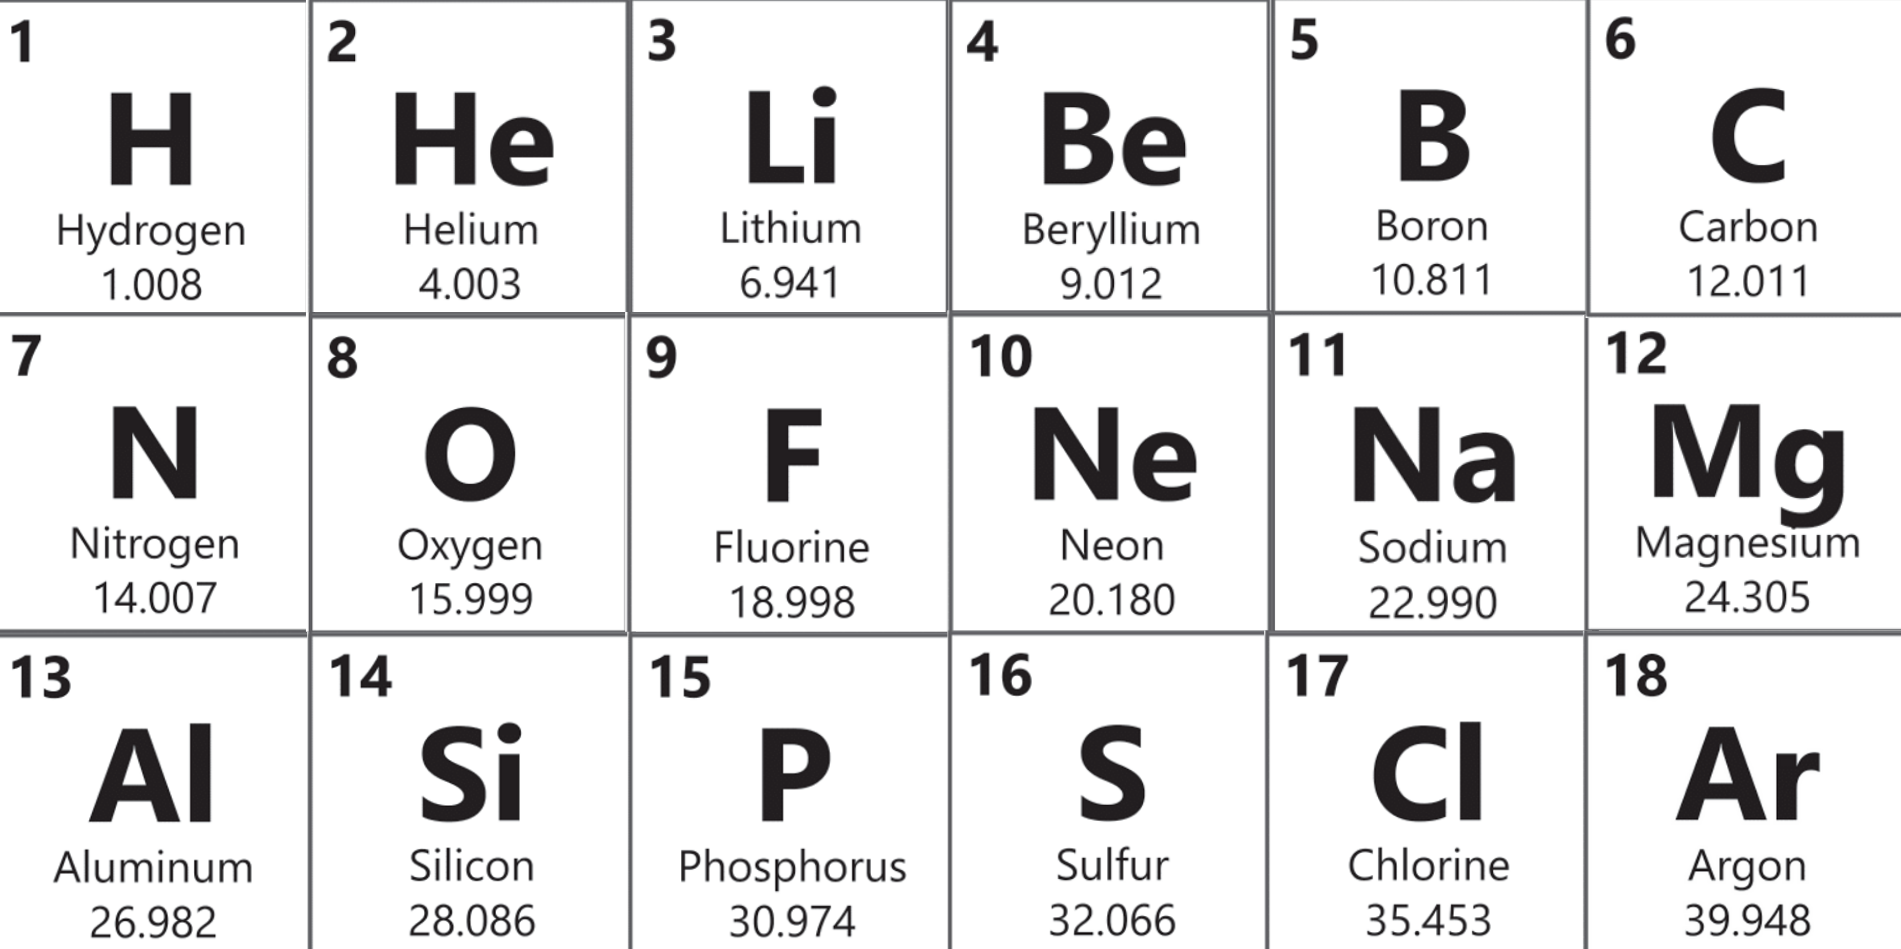 1 2 3 4 5 6
H He Li Be B C
Hydrogen Helium Lithium Beryllium Boron Carbon
1.008 4.003 6.941 9.012 10.811 12.011
7 8 9 10 11 12
N O F Ne Na Mg
Nitrogen Oxygen Fluorine Neon Sodium Magnesium
14.007 15.999 18.998 20.180 22.990 24.305
13 14 15 16 17 18
Al Si P S Cl Ar
Aluminum Silicon Phosphorus Sulfur Chlorine Argon
26.982 28.086 30.974 32.066 35.453 39.948